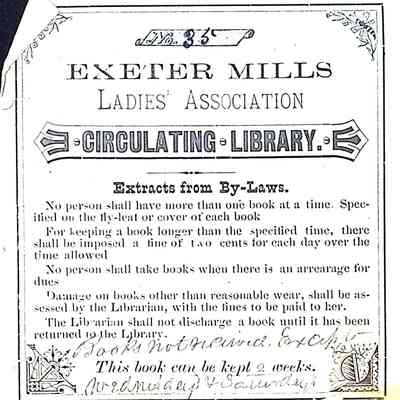 No. 35
EXETER MILLS
LADIES' ASSOCIATION
CIRCULATING LIBRARY.
Extracts from By-Laws.
No person shall have more than one book at a time. Spec-
ified on the fly-leaf or cover of each book
For keeping a book longer than the specified time, there
shall be imposed a fine of two cents for each day over the
time allowed
No person shall take books when there is an arrearage for
dues
Damage on books other than reasonable wear, shall be as-
sessed by the Librarian, with the fines to be paid to her.
The Librarian shall not discharge a book until it has been
returned to the Library.
Books not received. Except
This book can be kept 2 weeks.
Wednesdays & Saturdays